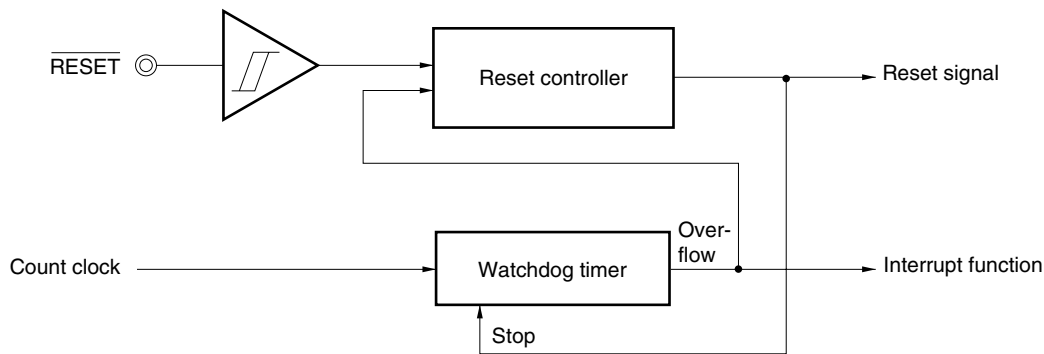 RESET
Reset controller
Reset signal
Over-
flow
Count clock
Watchdog timer
Interrupt function
Stop